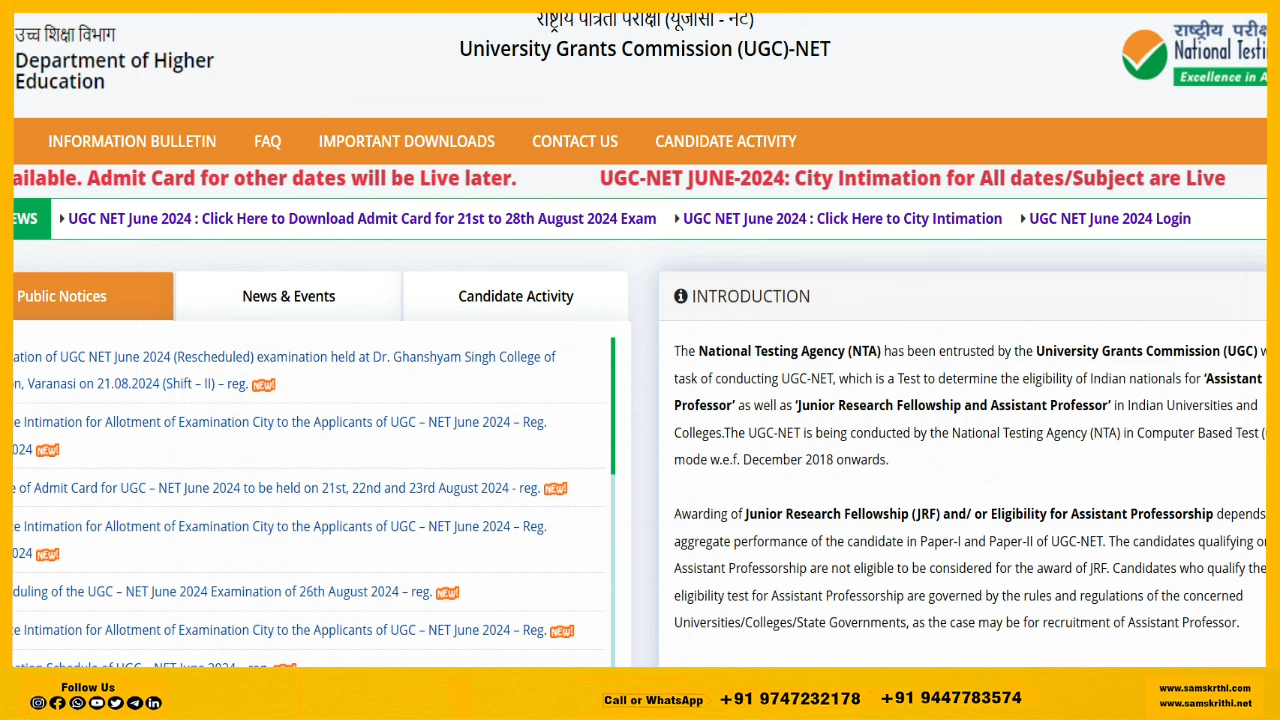 उच्च शिक्षा विभाग
Department of Higher
Education
राष्ट्रीय पात्रता परीक्षा (यूजीसी - नेट)
University Grants Commission (UGC)-NET
राष्ट्रीय
National
Excellence in
INFORMATION BULLETIN FAQ IMPORTANT DOWNLOADS CONTACT US CANDIDATE ACTIVITY
ailable. Admit Card for other dates will be Live later. UGC-NET JUNE-2024: City Intimation for All dates/Subject are Live
EWS UGC NET June 2024 : Click Here to Download Admit Card for 21st to 28th August 2024 Exam UGC NET June 2024 : Click Here to City Intimation UGC NET June 2024 Login
Public Notices News & Events Candidate Activity
ation of UGC NET June 2024 (Rescheduled) examination held at Dr. Ghanshyam Singh College of
n, Varanasi on 21.08.2024 (Shift – II) – reg. NEW!
e Intimation for Allotment of Examination City to the Applicants of UGC – NET June 2024 – Reg.
024 NEW!
e of Admit Card for UGC – NET June 2024 to be held on 21st, 22nd and 23rd August 2024 - reg. NEW!
e Intimation for Allotment of Examination City to the Applicants of UGC – NET June 2024 – Reg.
024 NEW!
duling of the UGC – NET June 2024 Examination of 26th August 2024 – reg. NEW!
e Intimation for Allotment of Examination City to the Applicants of UGC – NET June 2024 – Reg. NEW!
Schedule of UGC – NET June 2024 – reg.
INTRODUCTION
The National Testing Agency (NTA) has been entrusted by the University Grants Commission (UGC) w
task of conducting UGC-NET, which is a Test to determine the eligibility of Indian nationals for ‘Assistant
Professor’ as well as ‘Junior Research Fellowship and Assistant Professor’ in Indian Universities and
Colleges.The UGC-NET is being conducted by the National Testing Agency (NTA) in Computer Based Test (
mode w.e.f. December 2018 onwards.
Awarding of Junior Research Fellowship (JRF) and/ or Eligibility for Assistant Professorship depends
aggregate performance of the candidate in Paper-I and Paper-II of UGC-NET. The candidates qualifying on
Assistant Professorship are not eligible to be considered for the award of JRF. Candidates who qualify the
eligibility test for Assistant Professorship are governed by the rules and regulations of the concerned
Universities/Colleges/State Governments, as the case may be for recruitment of Assistant Professor.
Follow Us
Call or WhatsApp +91 9747232178 +91 9447783574
www.samskrthi.com
www.samskrithi.net